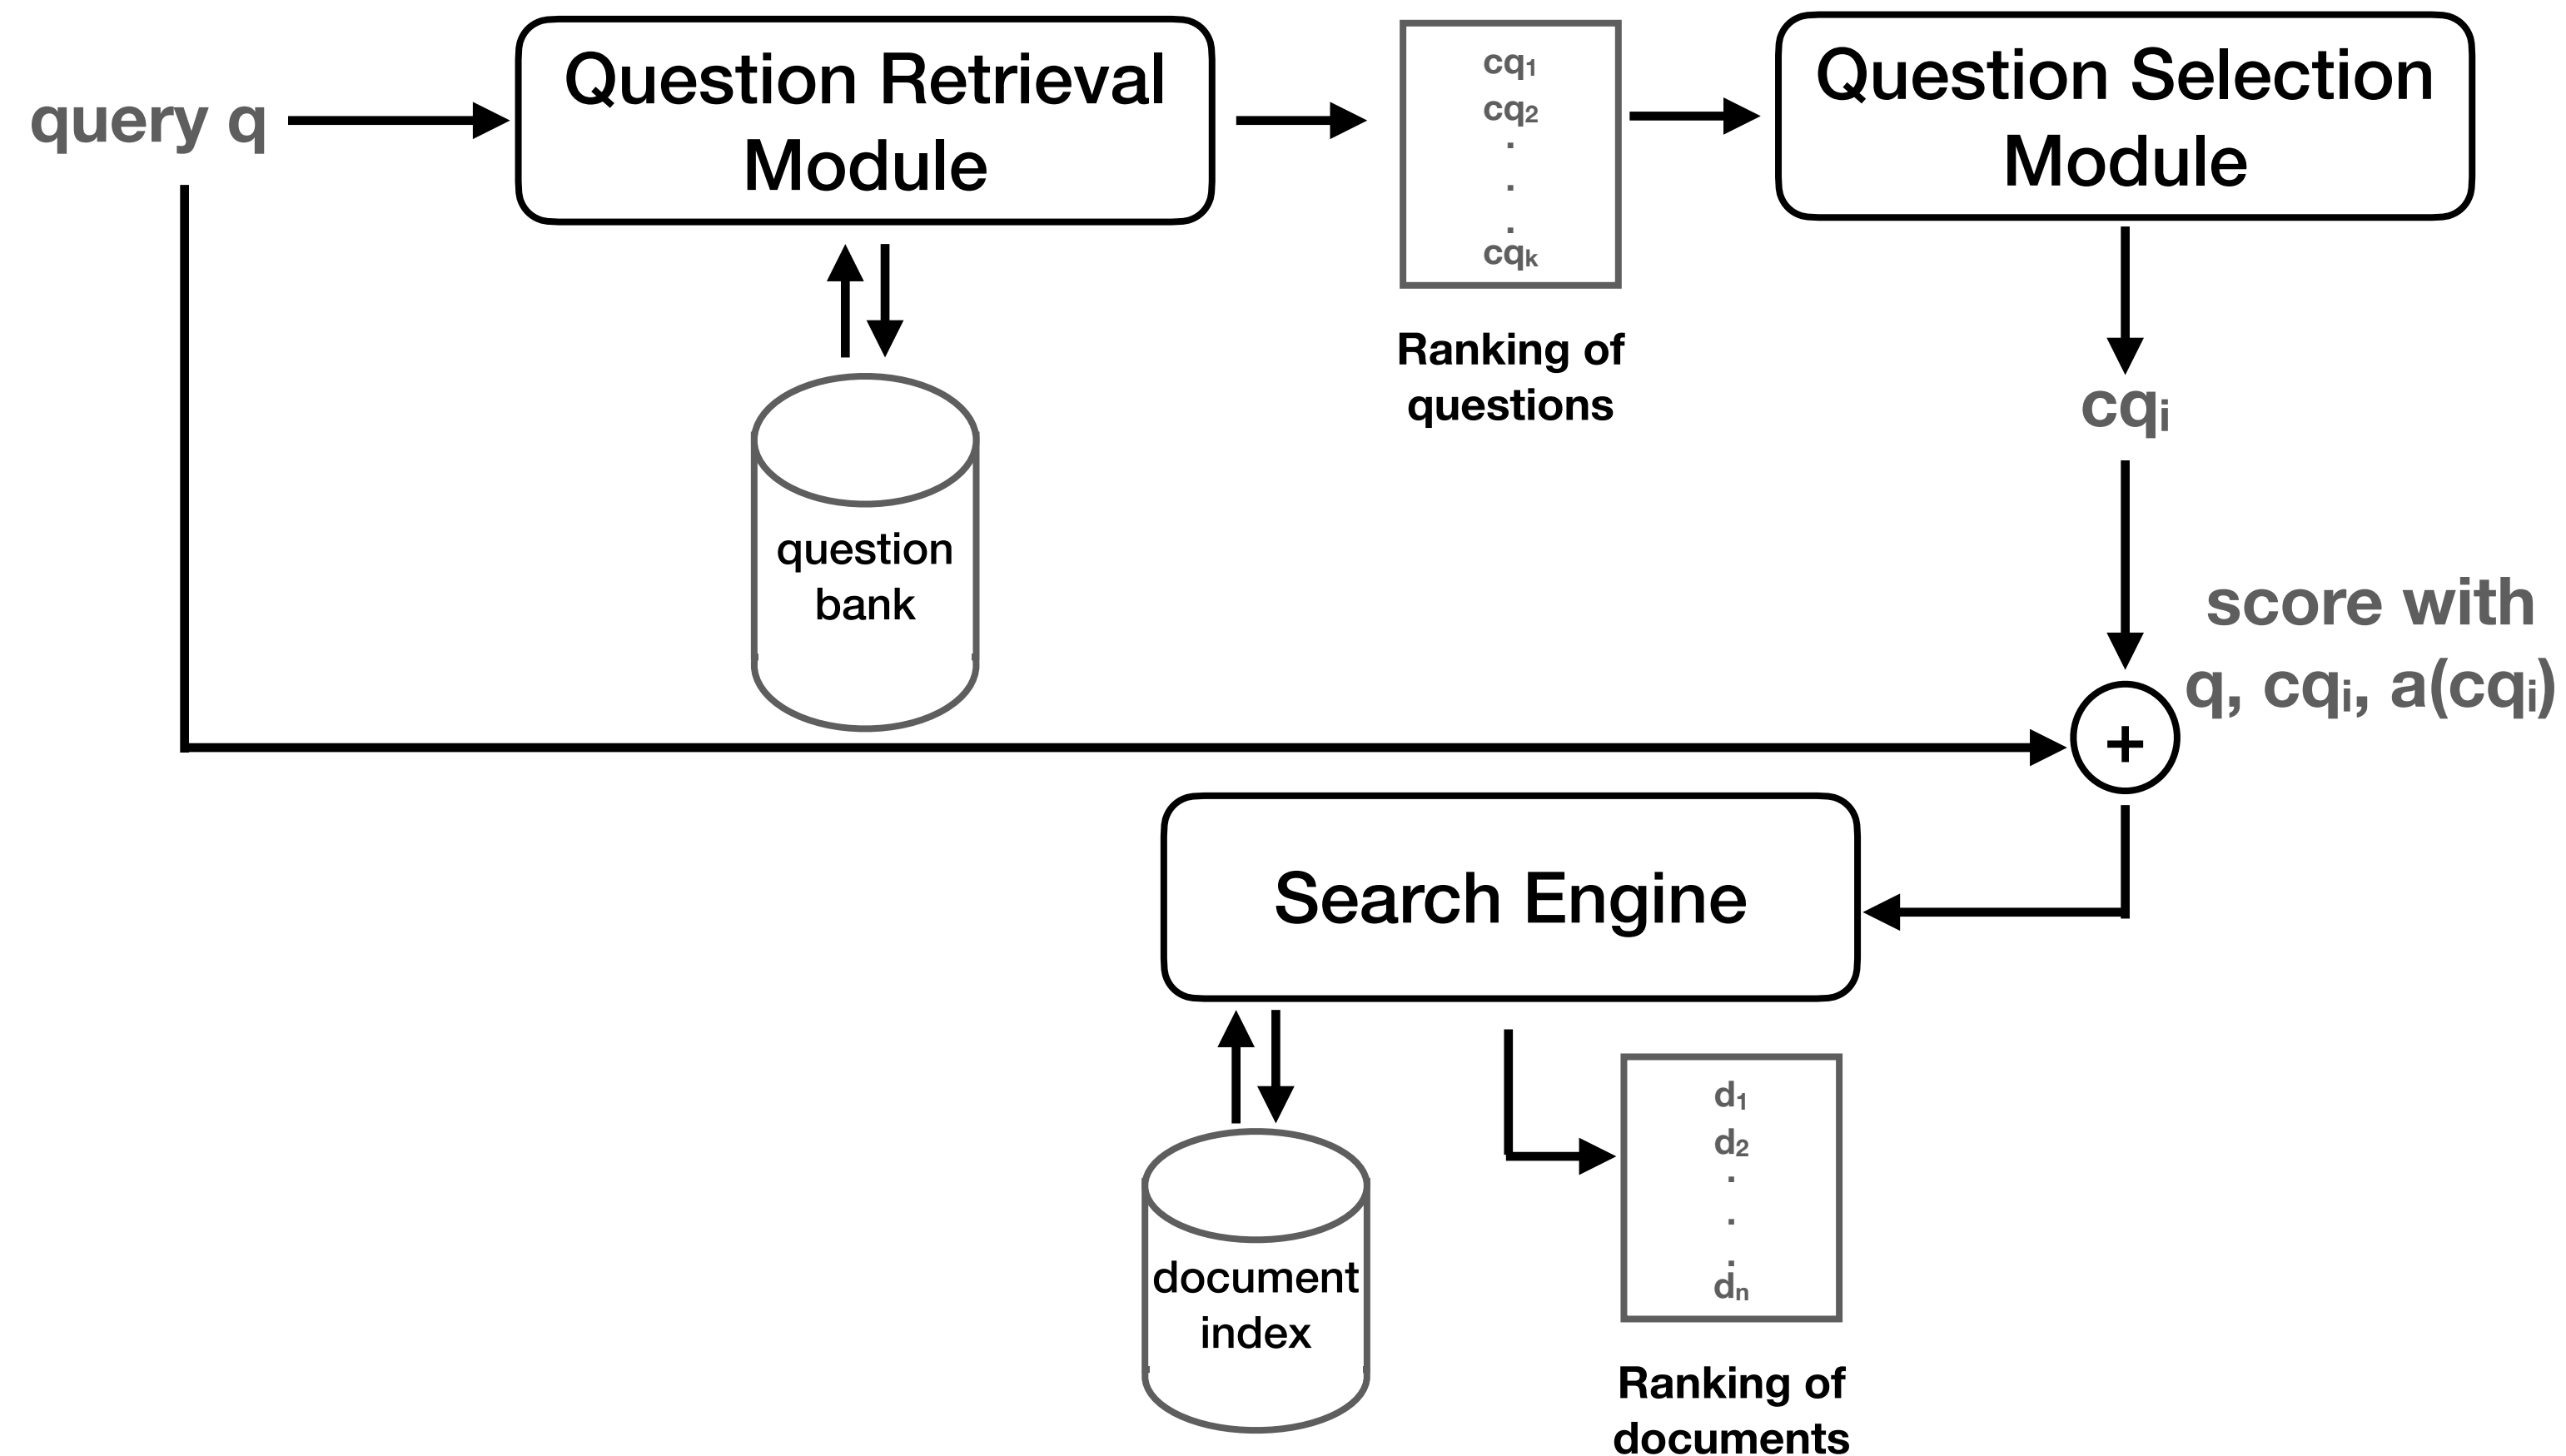 query q
Question Retrieval
Module
cq₁
cq₂
.
.
.
cqₖ
Ranking of
questions
Question Selection
Module
cqᵢ
question
bank
score with
q, cqᵢ, a(cqᵢ)
+
Search Engine
document
index
d₁
d₂
.
.
.
dₙ
Ranking of
documents